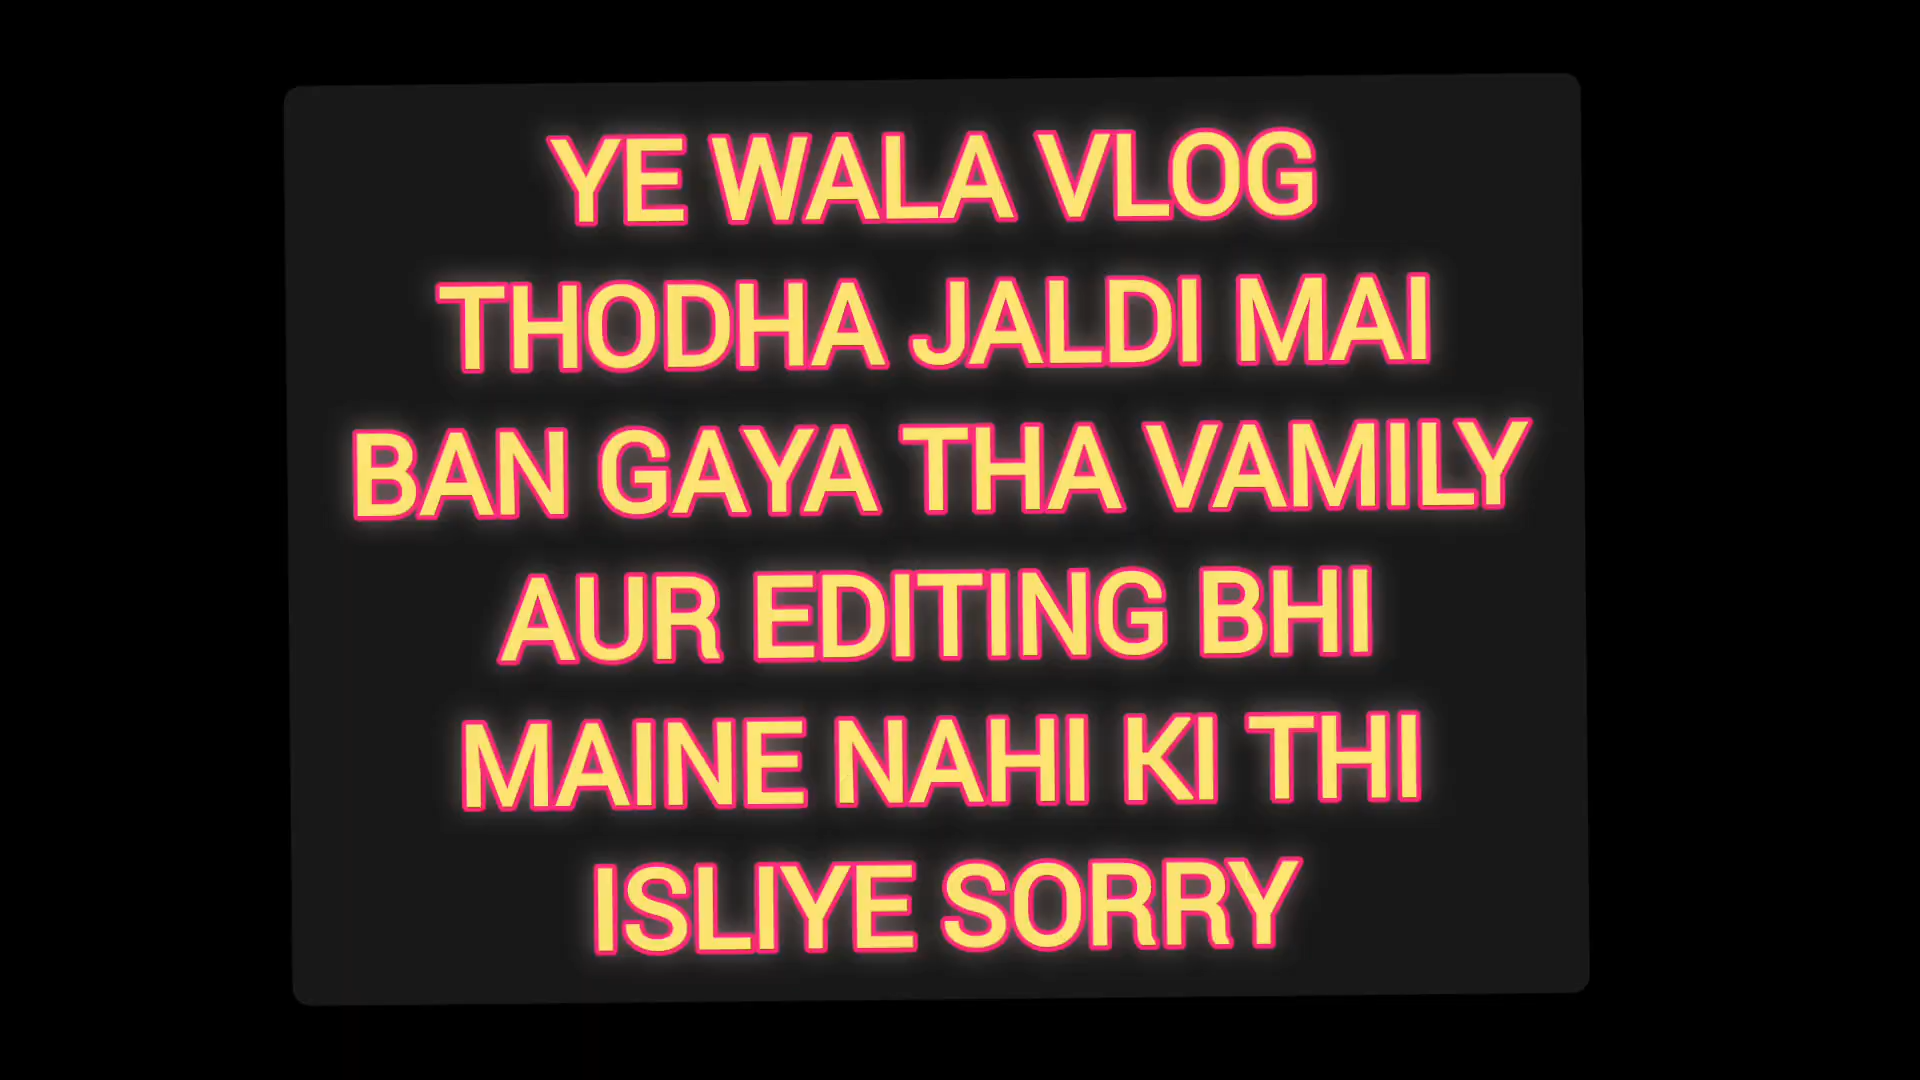 YE WALA VLOG
THODHA JALDI MAI
BAN GAYA THA VAMILY
AUR EDITING BHI
MAINE NAHI KI THI
ISLIYE SORRY